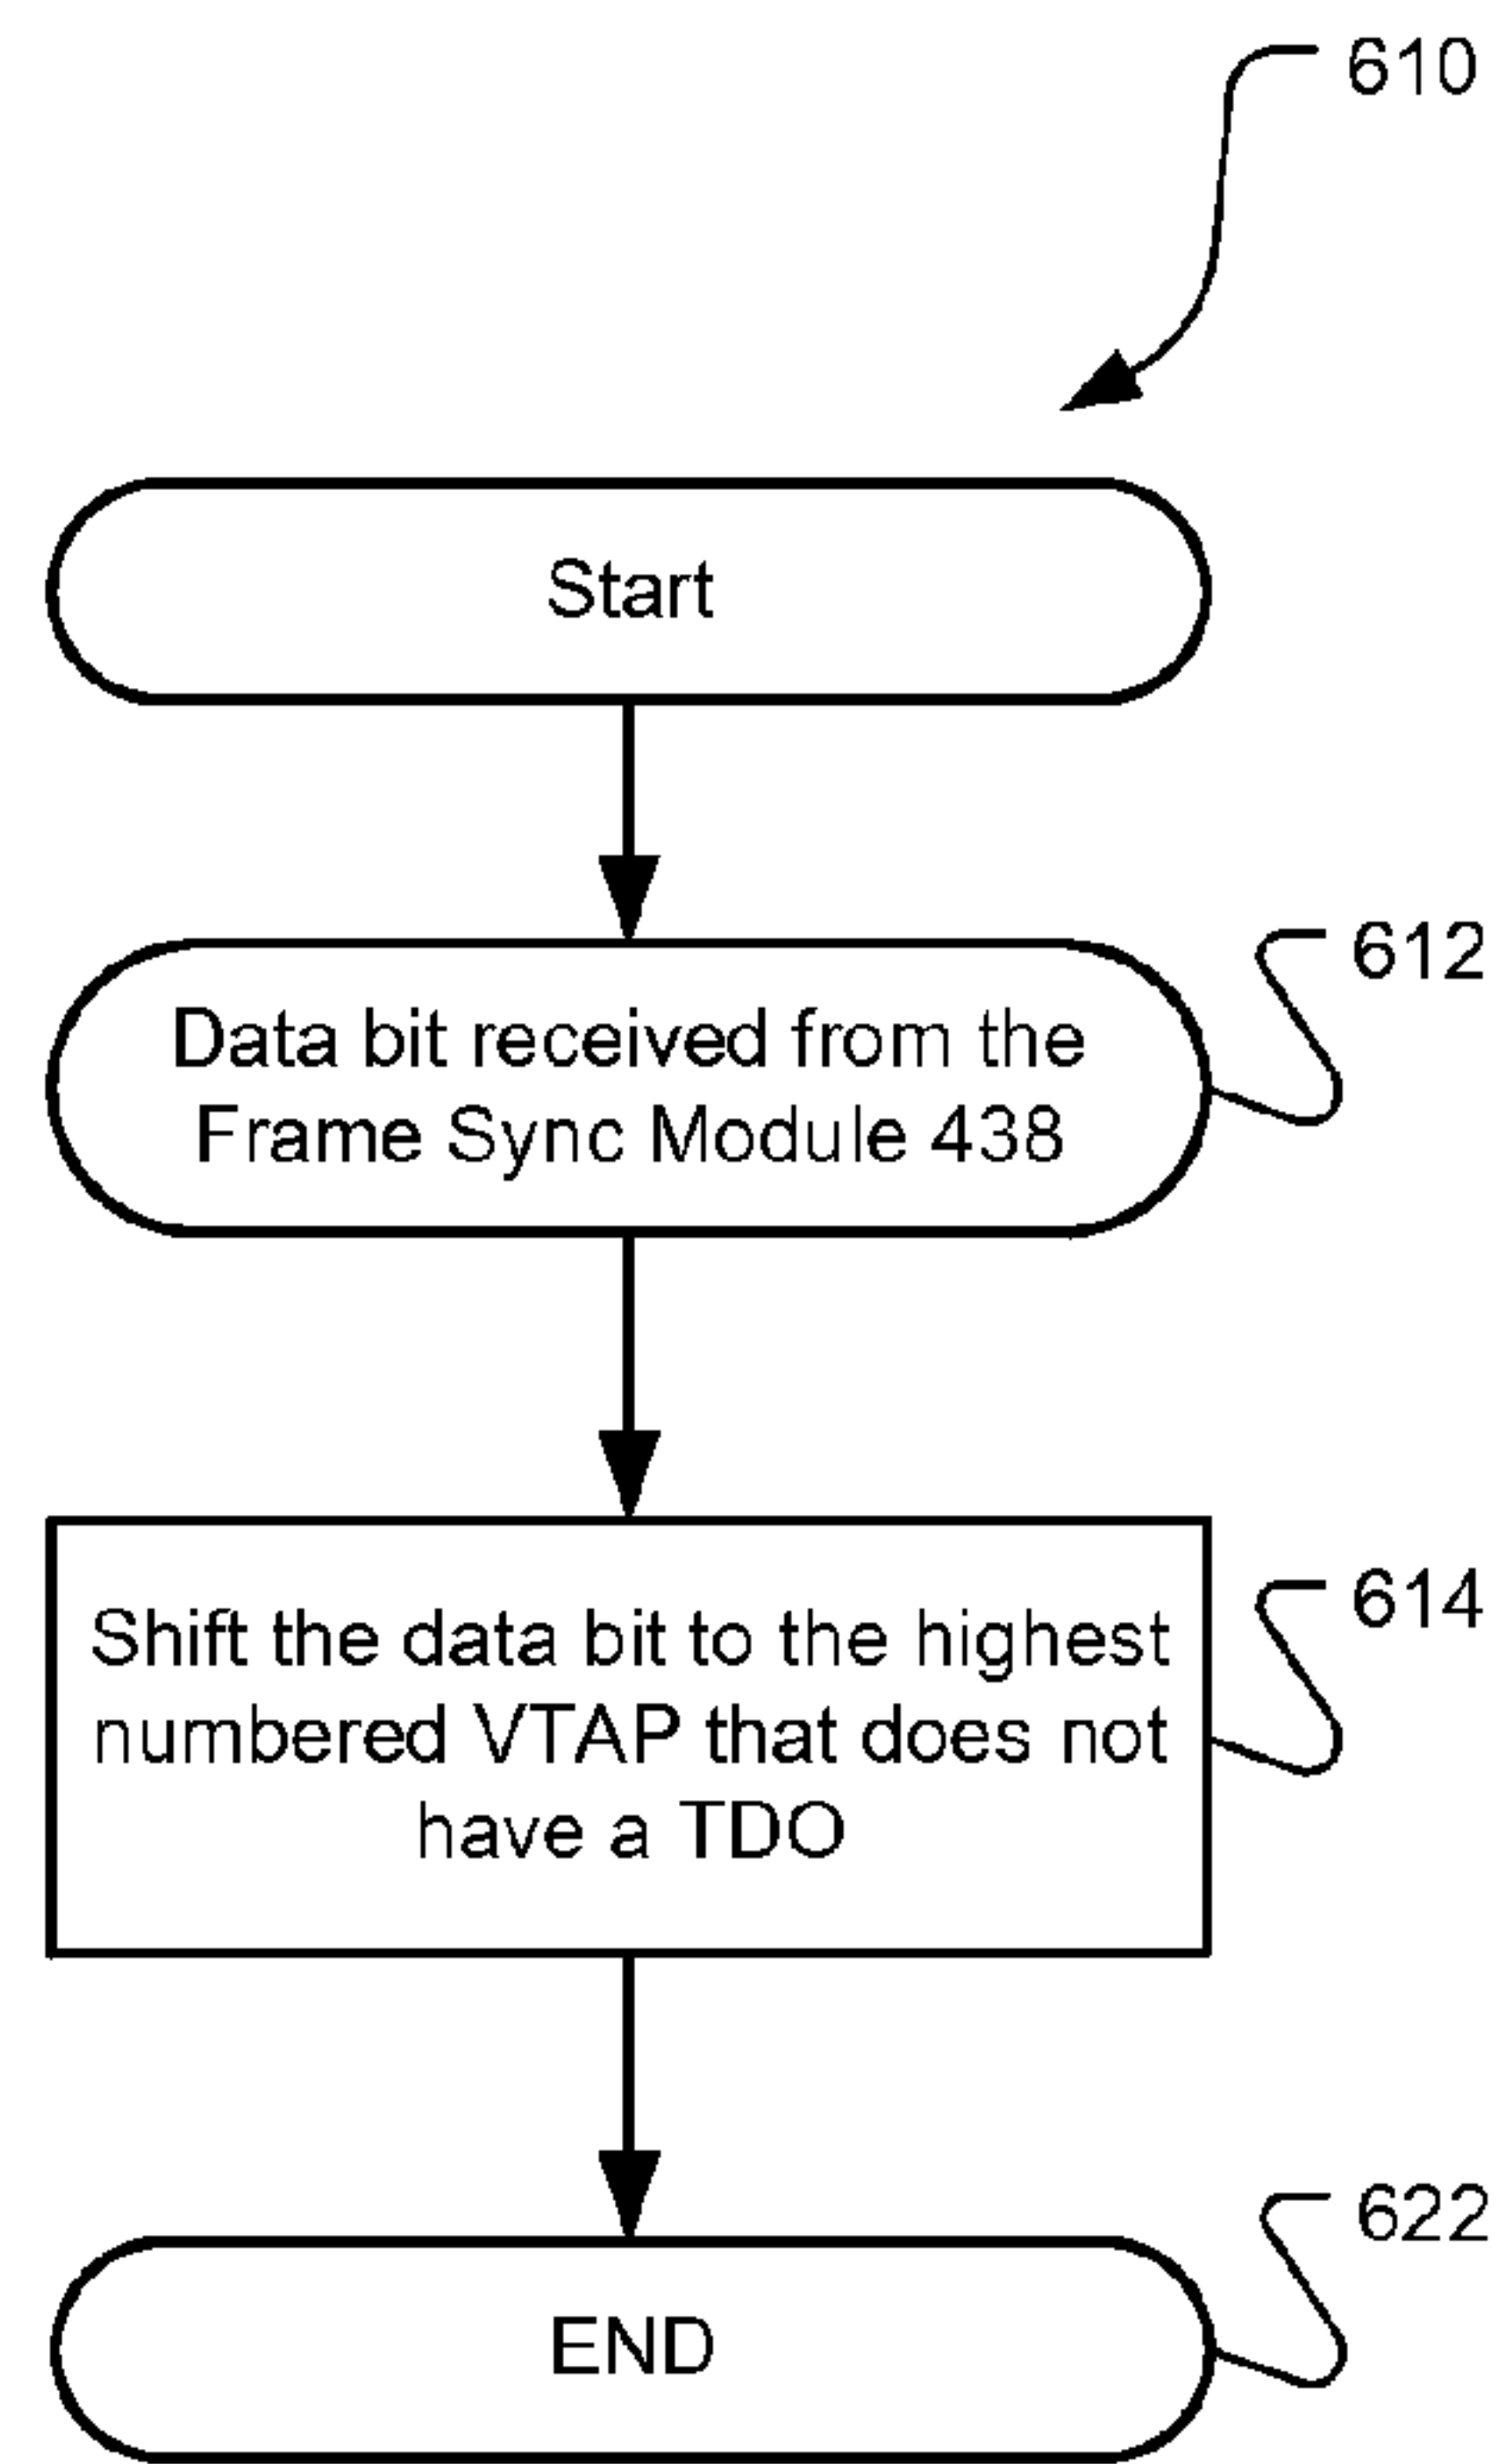 610
Start
612
Data bit received from the
Frame Sync Module 438
614
Shift the data bit to the highest
numbered VTAP that does not
have a TDO
622
END